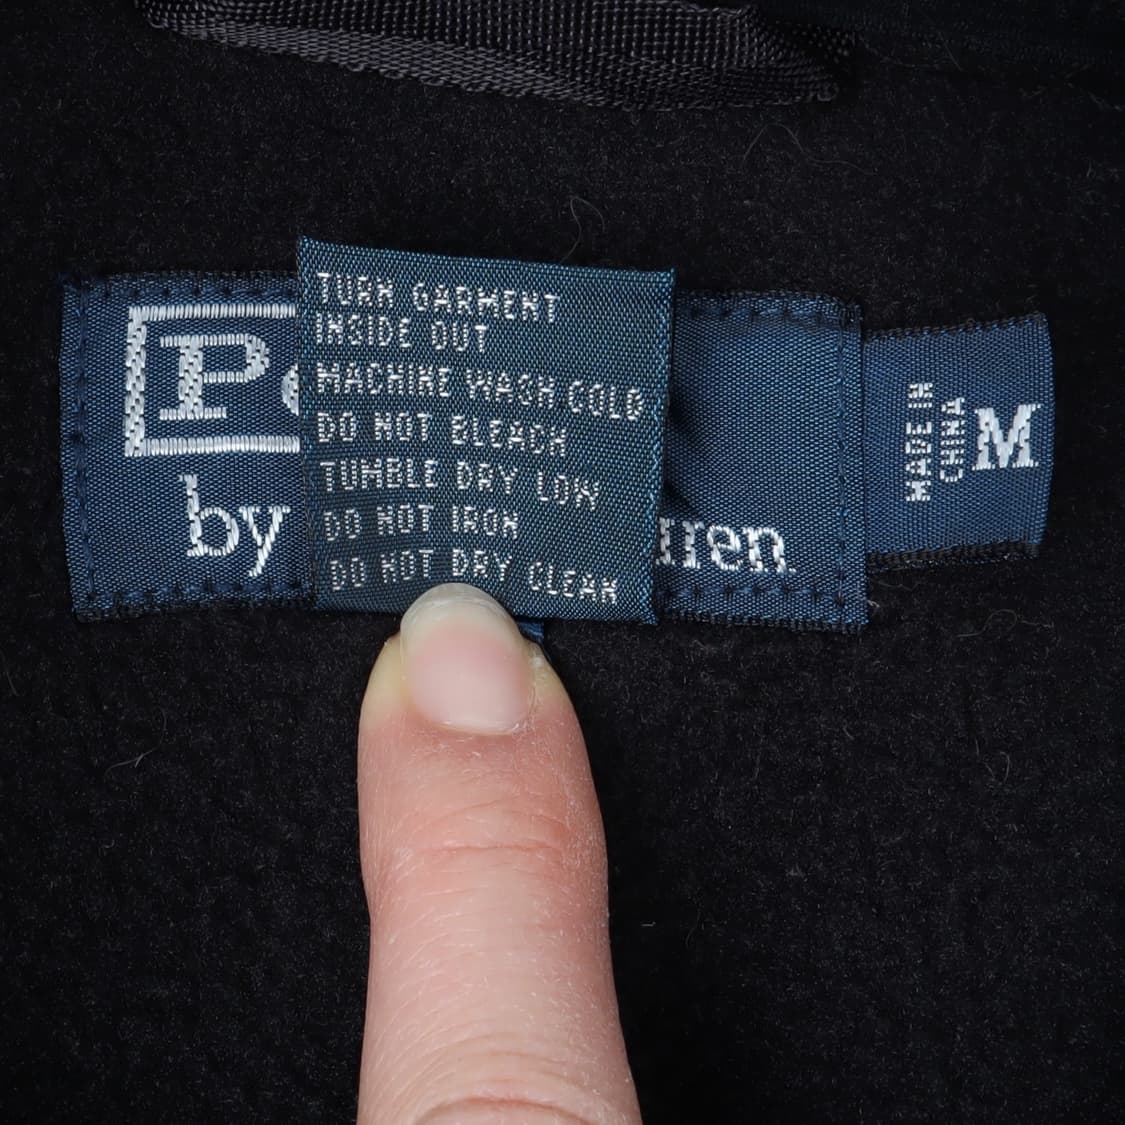 P
by
uren
TURN GARMENT
INSIDE OUT
MACHINE WASH COLD
DO NOT BLEACH
TUMBLE DRY LOW
DO NOT IRON
DO NOT DRY CLEAN
MADE IN
CHINA
M